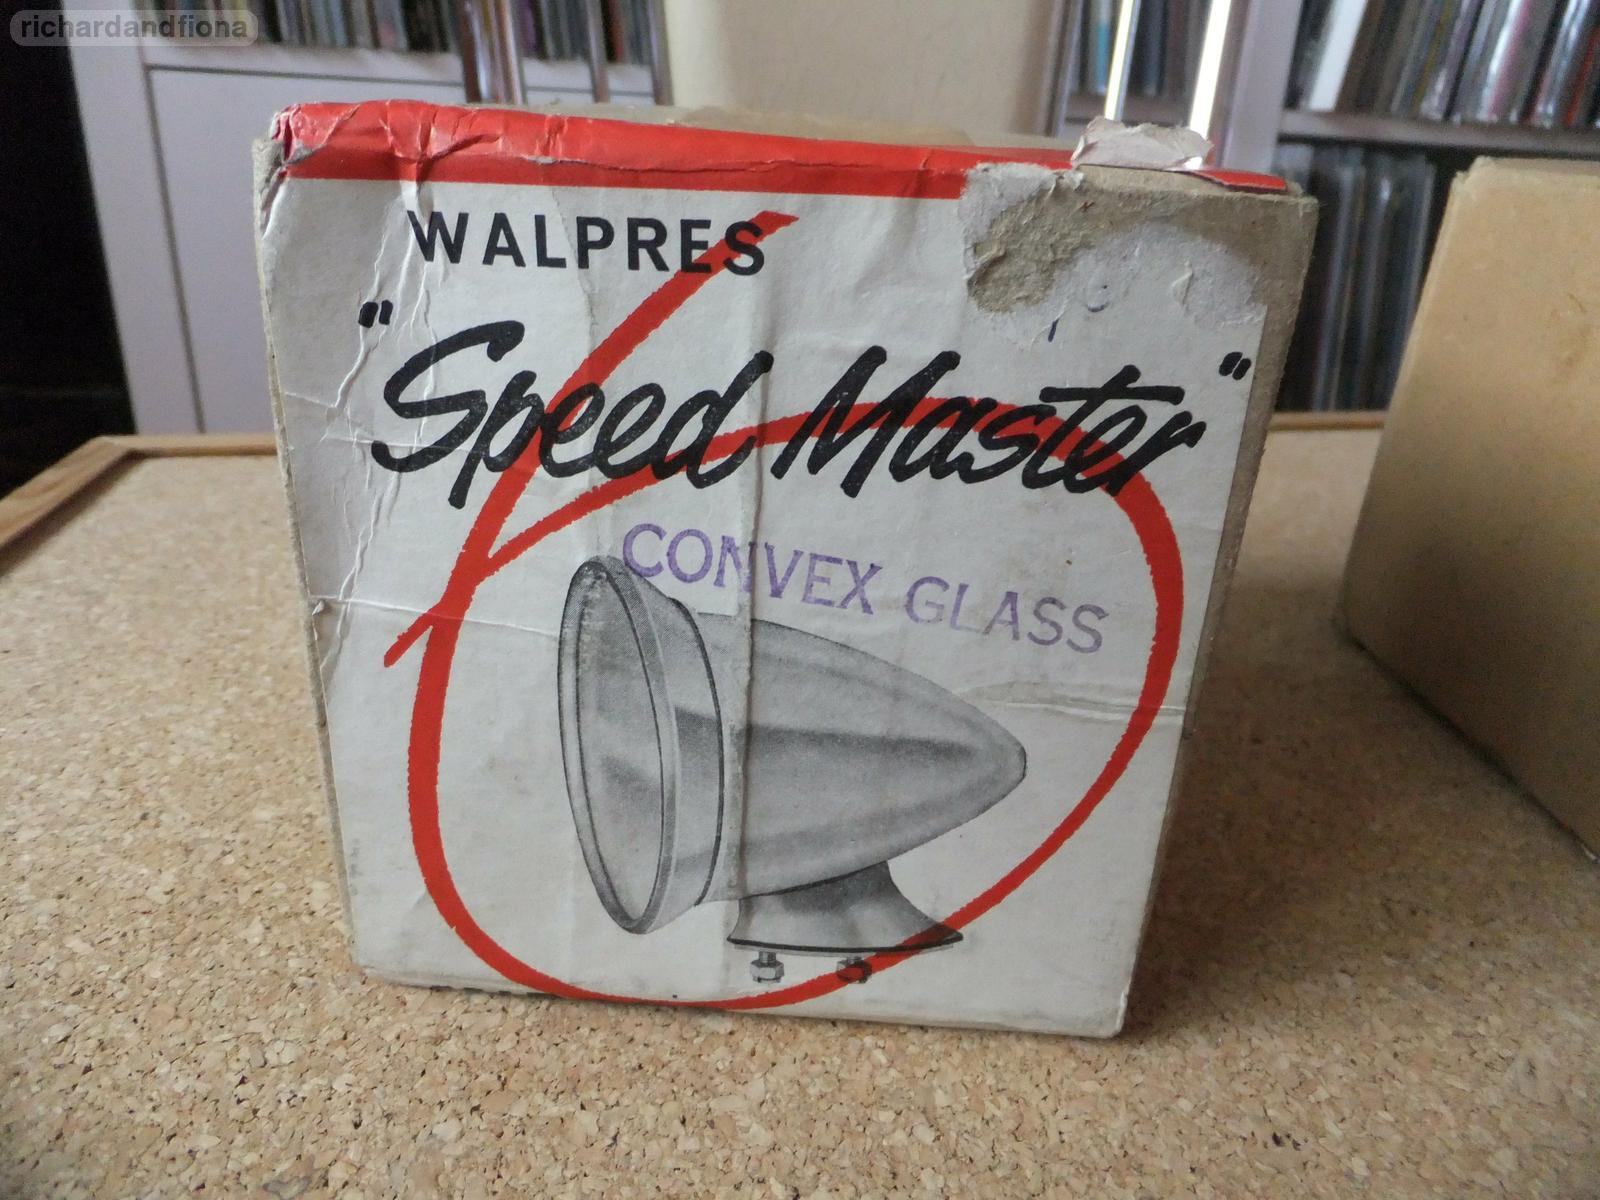 richardandfiona
WALPRES
"Speed Master"
CONVEX GLASS